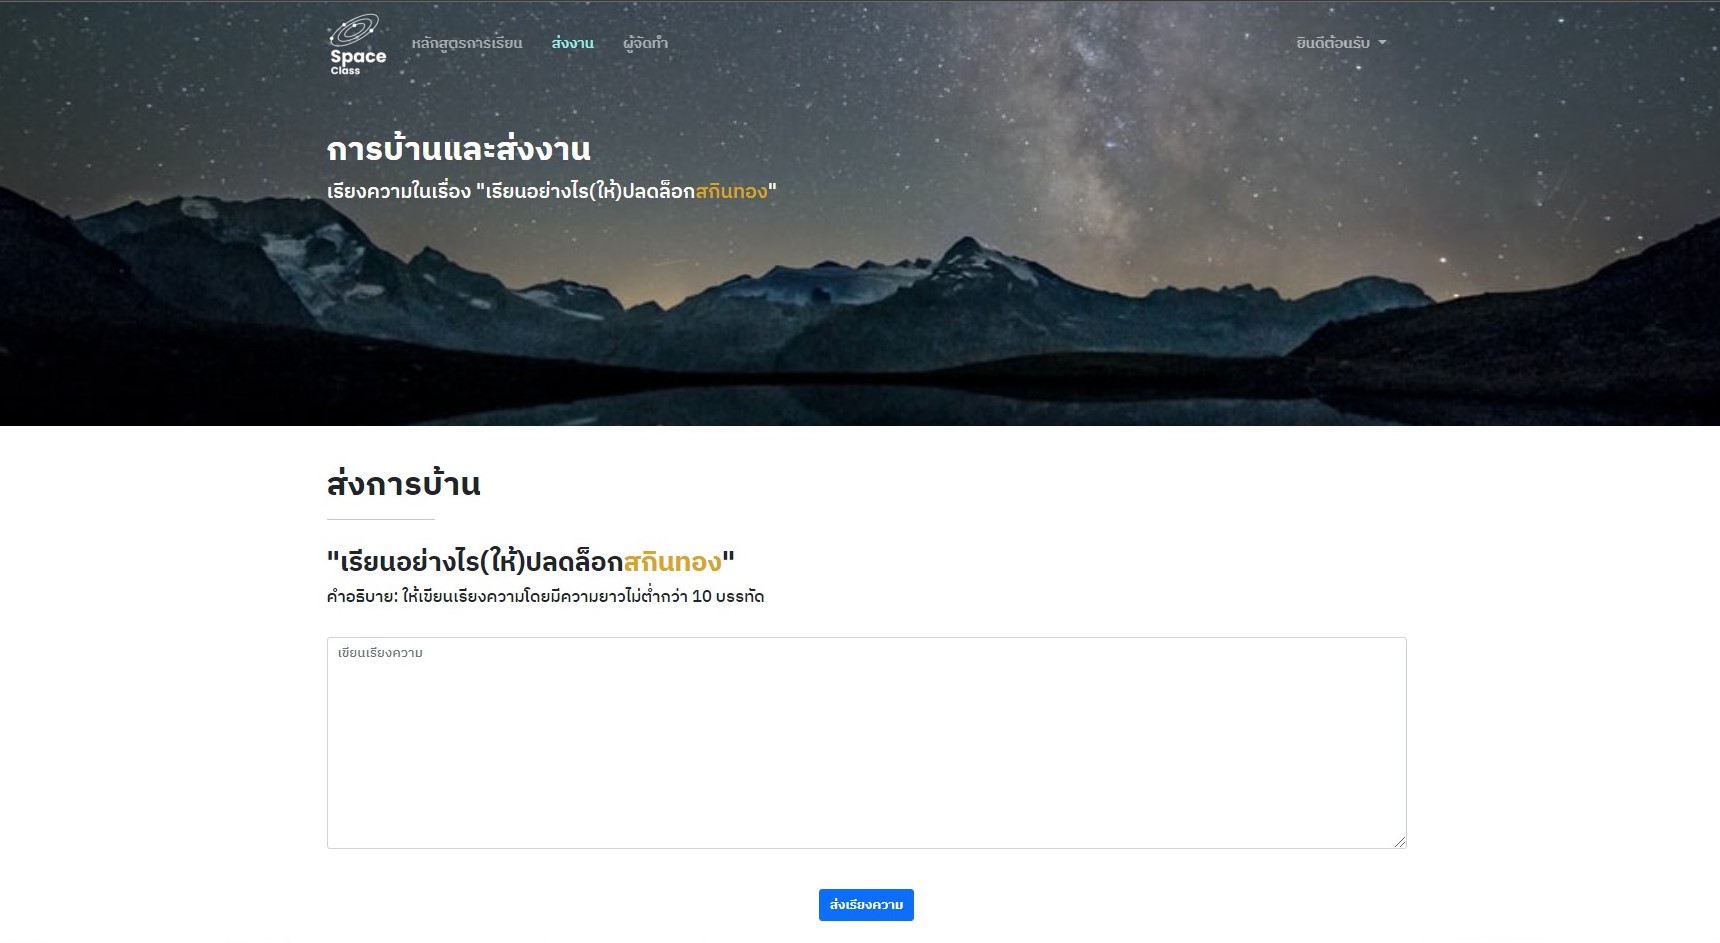 Space
Class
หลักสูตรการเรียน
ส่งงาน
ผู้จัดทำ
ยินดีต้อนรับ
การบ้านและส่งงาน
เรียงความในเรื่อง "เรียนอย่างไร(ให้)ปลดล็อกสกินทอง"
ส่งการบ้าน
"เรียนอย่างไร(ให้)ปลดล็อกสกินทอง"
คำอธิบาย: ให้เขียนเรียงความโดยมีความยาวไม่ต่ำกว่า 10 บรรทัด
เขียนเรียงความ
ส่งเรียงความ